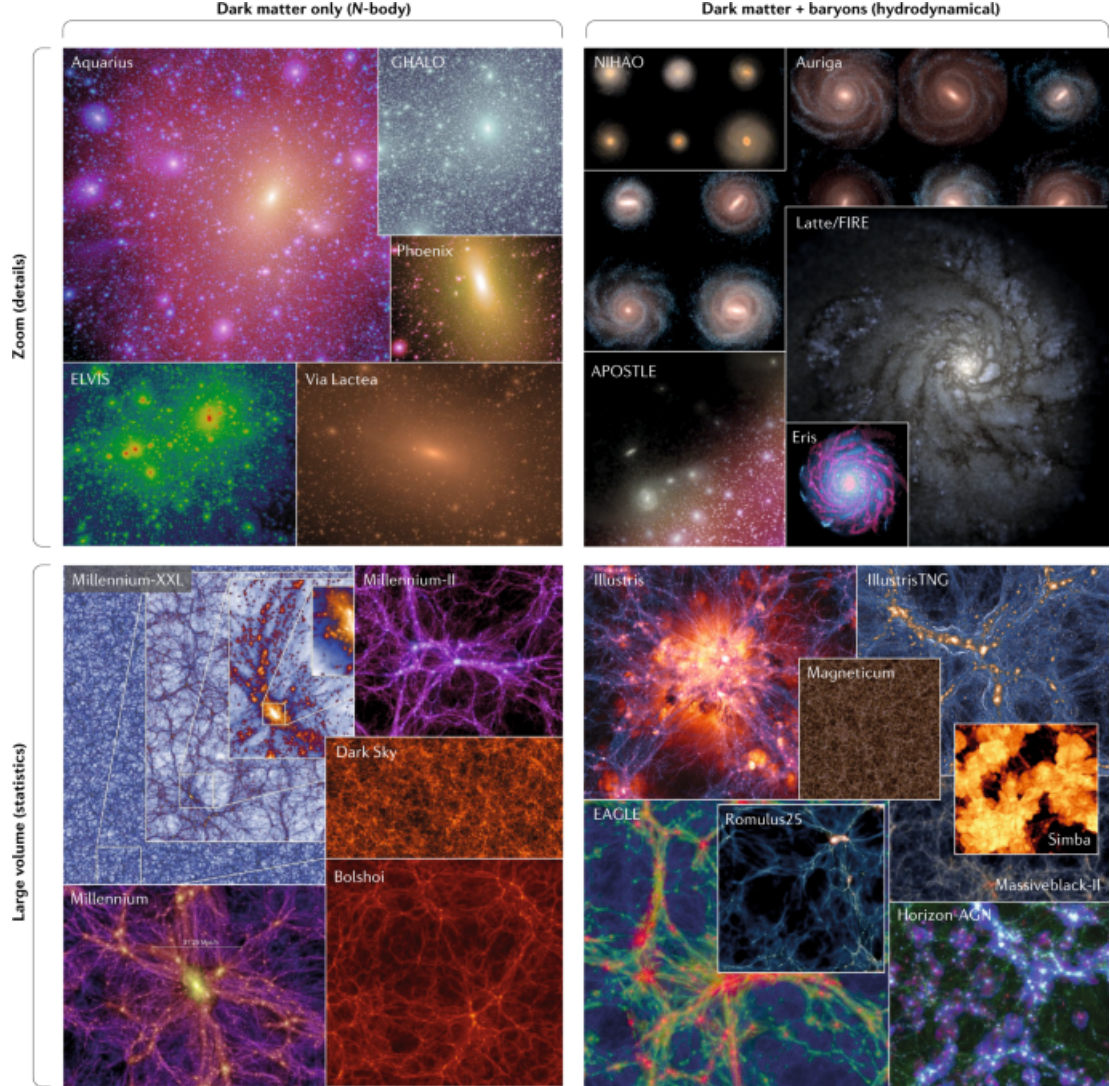 Dark matter only (N-body)
Dark matter + baryons (hydrodynamical)
Zoom (details)
Aquarius
GHALO
Phoenix
ELVIS
Via Lactea
NIHAO
Auriga
Latte/FIRE
APOSTLE
Eris
Large volume (statistics)
Millennium-XXL
Millennium-II
Dark Sky
Bolshoi
Millennium
Illustris
IllustrisTNG
Magneticum
Simba
EAGLE
Romulus25
Massiveblack-II
Horizon-AGN